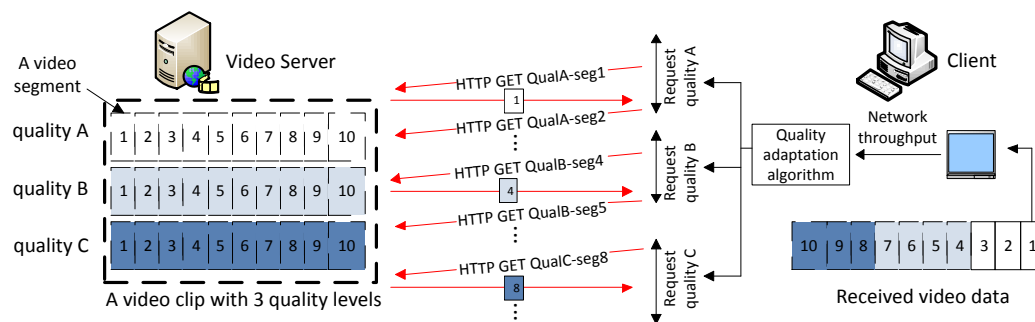 Video Server
A video
segment
quality A
1 2 3 4 5 6 7 8 9 10
quality B
1 2 3 4 5 6 7 8 9 10
quality C
1 2 3 4 5 6 7 8 9 10
A video clip with 3 quality levels
HTTP GET QualA-seg1
1
HTTP GET QualA-seg2
HTTP GET QualB-seg4
4
HTTP GET QualB-seg5
HTTP GET QualC-seg8
8
Request
quality A
Request
quality B
Request
quality C
Client
Network
throughput
Quality
adaptation
algorithm
10 9 8 7 6 5 4 3 2 1
Received video data